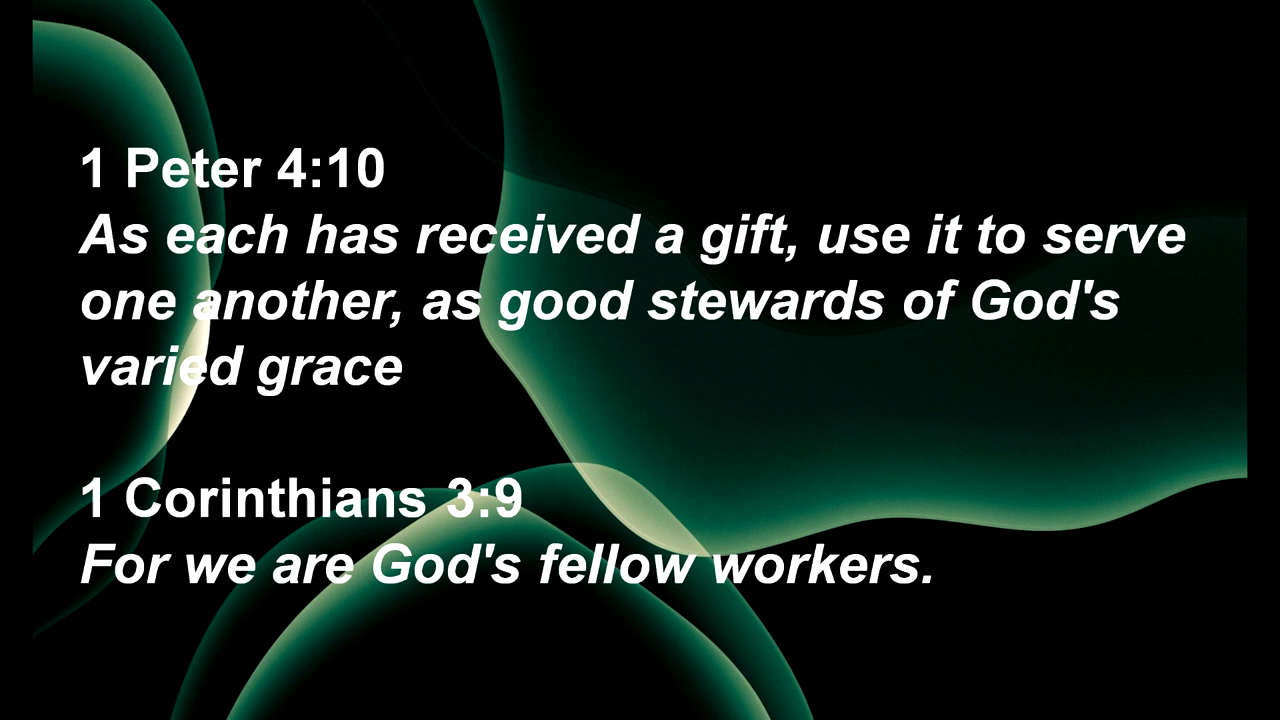 1 Peter 4:10
As each has received a gift, use it to serve
one another, as good stewards of God's
varied grace
1 Corinthians 3:9
For we are God's fellow workers.